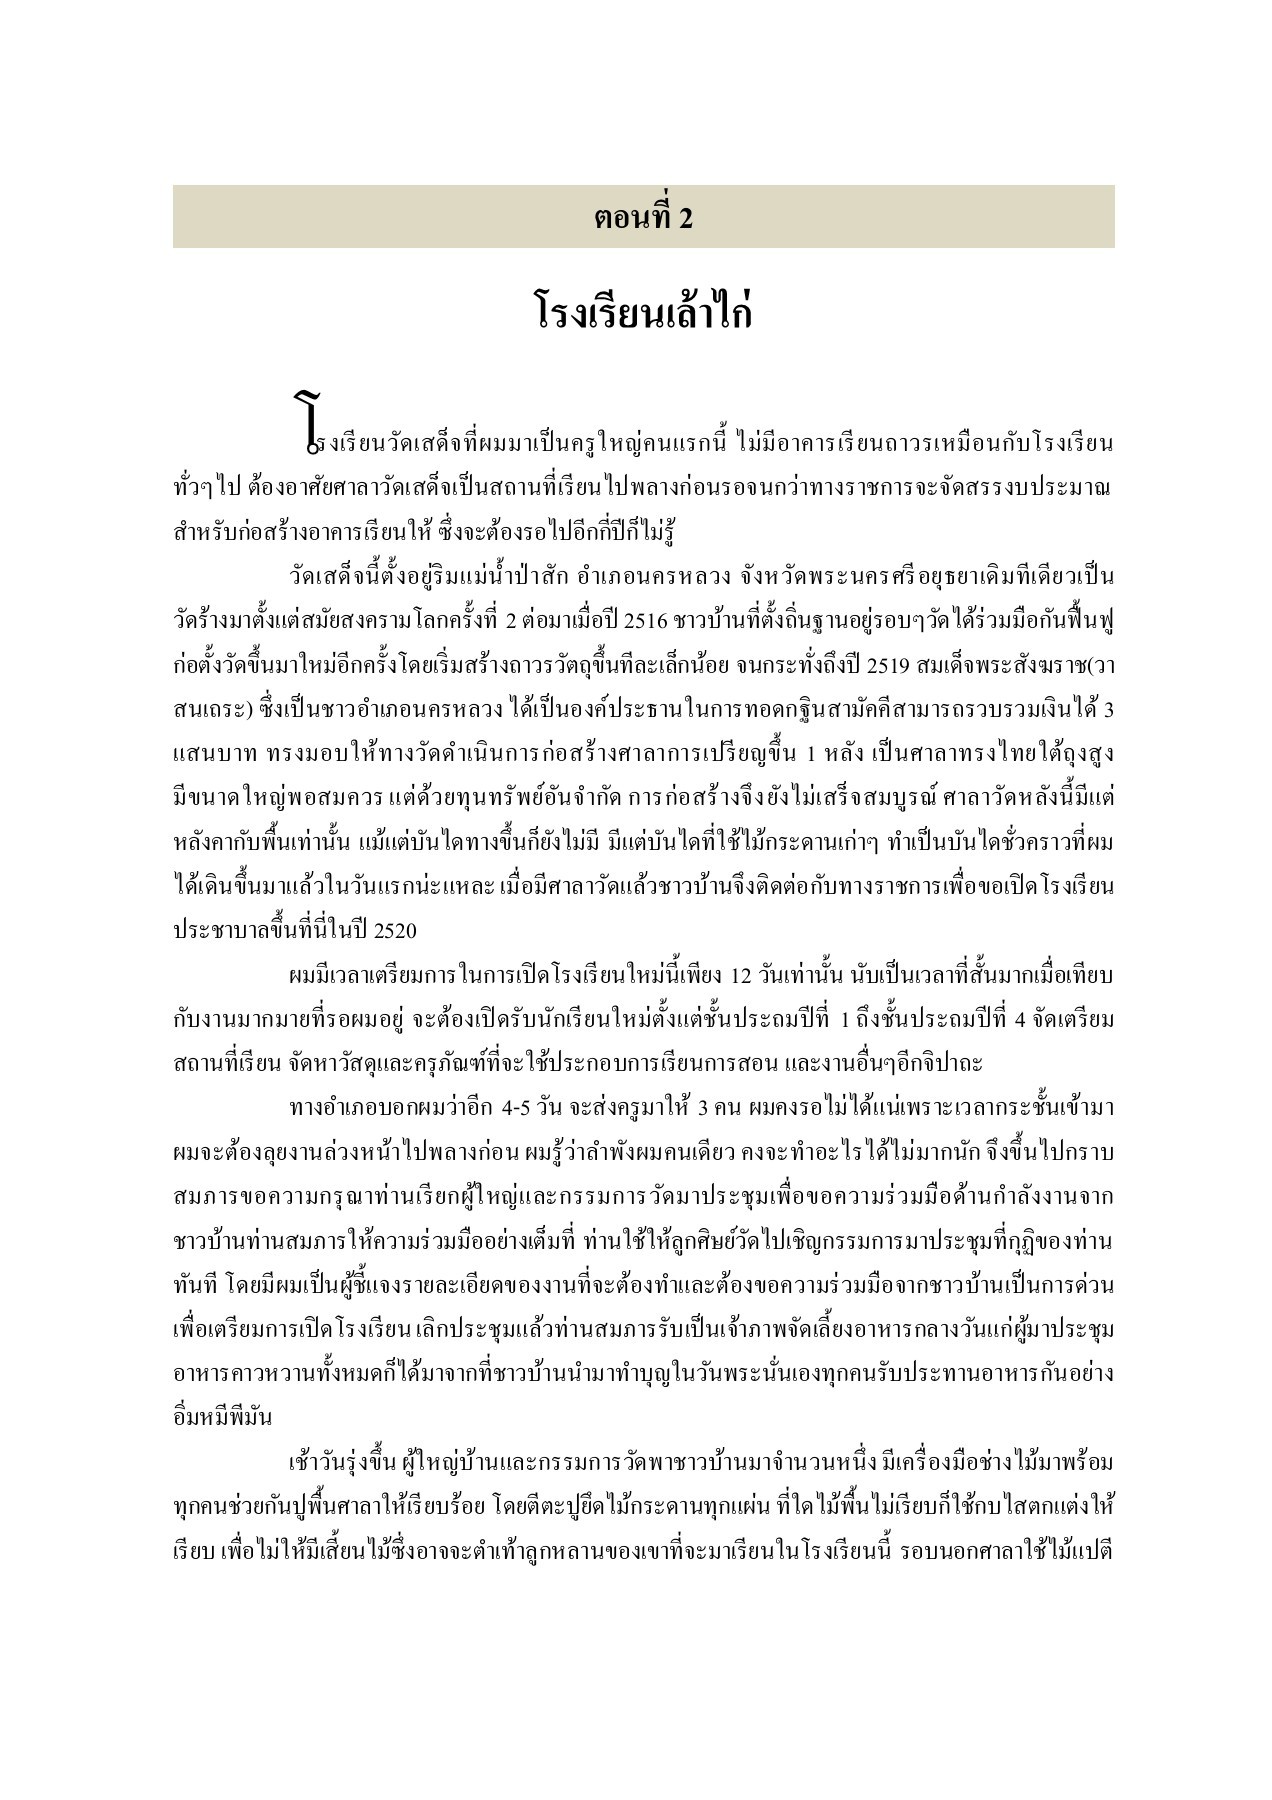 ตอนที่ 2
โรงเรียนเล้าไก่
โรงเรียนวัดเสด็จที่ผมมาเป็นครูใหญ่คนแรกนี้ ไม่มีอาคารเรียนถาวรเหมือนกับโรงเรียน
ทั่วๆไป ต้องอาศัยศาลาวัดเสด็จเป็นสถานที่เรียนไปพลางก่อนรอจนกว่าทางราชการจะจัดสรรงบประมาณ
สำหรับก่อสร้างอาคารเรียนให้ ซึ่งจะต้องรอไปอีกกี่ปีก็ไม่รู้
วัดเสด็จนี้ตั้งอยู่ริมแม่น้ำป่าสัก อำเภอนครหลวง จังหวัดพระนครศรีอยุธยาเดิมทีเดียวเป็น
วัดร้างมาตั้งแต่สมัยสงครามโลกครั้งที่ 2 ต่อมาเมื่อปี 2516 ชาวบ้านที่ตั้งถิ่นฐานอยู่รอบๆวัดได้ร่วมมือกันฟื้นฟู
ก่อตั้งวัดขึ้นมาใหม่อีกครั้งโดยเริ่มสร้างถาวรวัตถุขึ้นทีละเล็กน้อย จนกระทั่งถึงปี 2519 สมเด็จพระสังฆราช(วา
สนเถระ) ซึ่งเป็นชาวอำเภอนครหลวง ได้เป็นองค์ประธานในการทอดกฐินสามัคคีสามารถรวบรวมเงินได้ 3
แสนบาท ทรงมอบให้ทางวัดดำเนินการก่อสร้างศาลาการเปรียญขึ้น 1 หลัง เป็นศาลาทรงไทยใต้ถุงสูง
มีขนาดใหญ่พอสมควร แต่ด้วยทุนทรัพย์อันจำกัด การก่อสร้างจึงยังไม่เสร็จสมบูรณ์ ศาลาวัดหลังนี้มีแต่
หลังคากับพื้นเท่านั้น แม้แต่บันไดทางขึ้นก็ยังไม่มี มีแต่บันไดที่ใช้ไม้กระดานเก่าๆ ทำเป็นบันไดชั่วคราวที่ผม
ได้เดินขึ้นมาแล้วในวันแรกน่ะแหละ เมื่อมีศาลาวัดแล้วชาวบ้านจึงติดต่อกับทางราชการเพื่อขอเปิดโรงเรียน
ประชาบาลขึ้นที่นี่ในปี 2520
ผมมีเวลาเตรียมการในการเปิดโรงเรียนใหม่นี้เพียง 12 วันเท่านั้น นับเป็นเวลาที่สั้นมากเมื่อเทียบ
กับงานมากมายที่รอผมอยู่ จะต้องเปิดรับนักเรียนใหม่ตั้งแต่ชั้นประถมปีที่ 1 ถึงชั้นประถมปีที่ 4 จัดเตรียม
สถานที่เรียน จัดหาวัสดุและครุภัณฑ์ที่จะใช้ประกอบการเรียนการสอน และงานอื่นๆอีกจิปาถะ
ทางอำเภอบอกผมว่าอีก 4-5 วัน จะส่งครูมาให้ 3 คน ผมคงรอไม่ได้แน่เพราะเวลากระชั้นเข้ามา
ผมจะต้องลุยงานล่วงหน้าไปพลางก่อน ผมรู้ว่าลำพังผมคนเดียว คงจะทำอะไรได้ไม่มากนัก จึงขึ้นไปกราบ
สมภารขอความกรุณาท่านเรียกผู้ใหญ่และกรรมการวัดมาประชุมเพื่อขอความร่วมมือด้านกำลังงานจาก
ชาวบ้านท่านสมภารให้ความร่วมมืออย่างเต็มที่ ท่านใช้ให้ลูกศิษย์วัดไปเชิญกรรมการมาประชุมที่กุฏิของท่าน
ทันที โดยมีผมเป็นผู้ชี้แจงรายละเอียดของงานที่จะต้องทำและต้องขอความร่วมมือจากชาวบ้านเป็นการด่วน
เพื่อเตรียมการเปิดโรงเรียน เลิกประชุมแล้วท่านสมภารรับเป็นเจ้าภาพจัดเลี้ยงอาหารกลางวันแก่ผู้มาประชุม
อาหารคาวหวานทั้งหมดก็ได้มาจากที่ชาวบ้านนำมาทำบุญในวันพระนั่นเองทุกคนรับประทานอาหารกันอย่าง
อิ่มหมีพีมัน
เช้าวันรุ่งขึ้น ผู้ใหญ่บ้านและกรรมการวัดพาชาวบ้านมาจำนวนหนึ่ง มีเครื่องมือช่างไม้มาพร้อม
ทุกคนช่วยกันปูพื้นศาลาให้เรียบร้อย โดยตีตะปูยึดไม้กระดานทุกแผ่น ที่ใดไม้พื้นไม่เรียบก็ใช้กบไสตกแต่งให้
เรียบ เพื่อไม่ให้มีเสี้ยนไม้ซึ่งอาจจะตำเท้าลูกหลานของเขาที่จะมาเรียนในโรงเรียนนี้ รอบนอกศาลาใช้ไม้แปตี